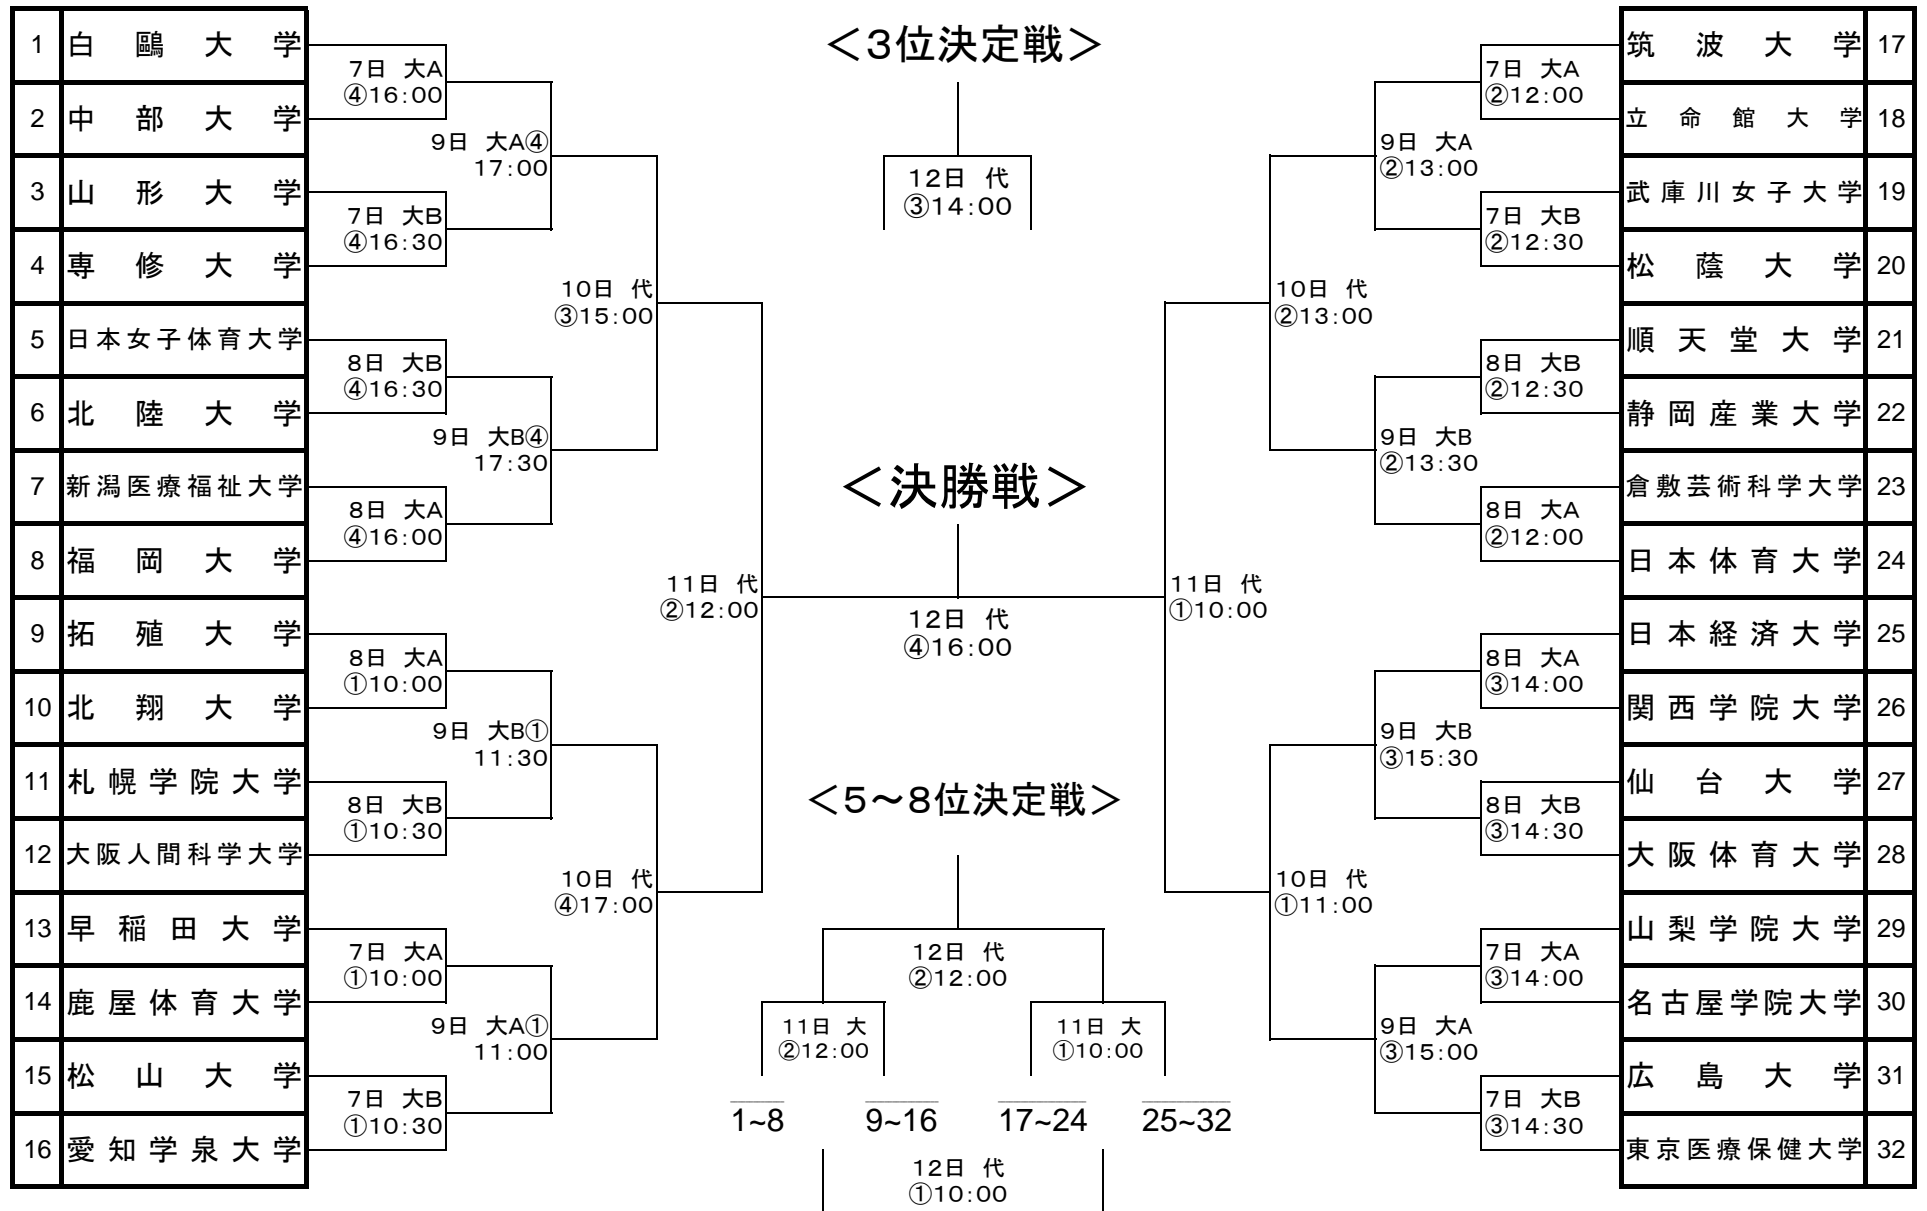 1 白鷗大学
2 中部大学
3 山形大学
4 専修大学
5 日本女子体育大学
6 北陸大学
7 新潟医療福祉大学
8 福岡大学
9 拓殖大学
10 北翔大学
11 札幌学院大学
12 大阪人間科学大学
13 早稲田大学
14 鹿屋体育大学
15 松山大学
16 愛知学泉大学
7日 大A
④16:00
7日 大B
④16:30
8日 大B
④16:30
8日 大A
④16:00
8日 大A
①10:00
8日 大B
①10:30
7日 大A
①10:00
7日 大B
①10:30
9日 大A④
17:00
9日 大B④
17:30
9日 大B①
11:30
9日 大A①
11:00
10日 代
③15:00
10日 代
④17:00
11日 代
②12:00
<3位決定戦>
12日 代
③14:00
<決勝戦>
12日 代
④16:00
<5~8位決定戦>
12日 代
②12:00
11日 大
②12:00
11日 大
①10:00
1~8 9~16 17~24 25~32
12日 代
①10:00
11日 代
①10:00
10日 代
②13:00
10日 代
①11:00
9日 大A
②13:00
9日 大B
②13:30
9日 大B
③15:30
9日 大A
③15:00
7日 大A
②12:00
7日 大B
②12:30
8日 大B
②12:30
8日 大A
②12:00
8日 大A
③14:00
8日 大B
③14:30
7日 大A
③14:00
7日 大B
③14:30
筑波大学 17
立命館大学 18
武庫川女子大学 19
松蔭大学 20
順天堂大学 21
静岡産業大学 22
倉敷芸術科学大学 23
日本体育大学 24
日本経済大学 25
関西学院大学 26
仙台大学 27
大阪体育大学 28
山梨学院大学 29
名古屋学院大学 30
広島大学 31
東京医療保健大学 32